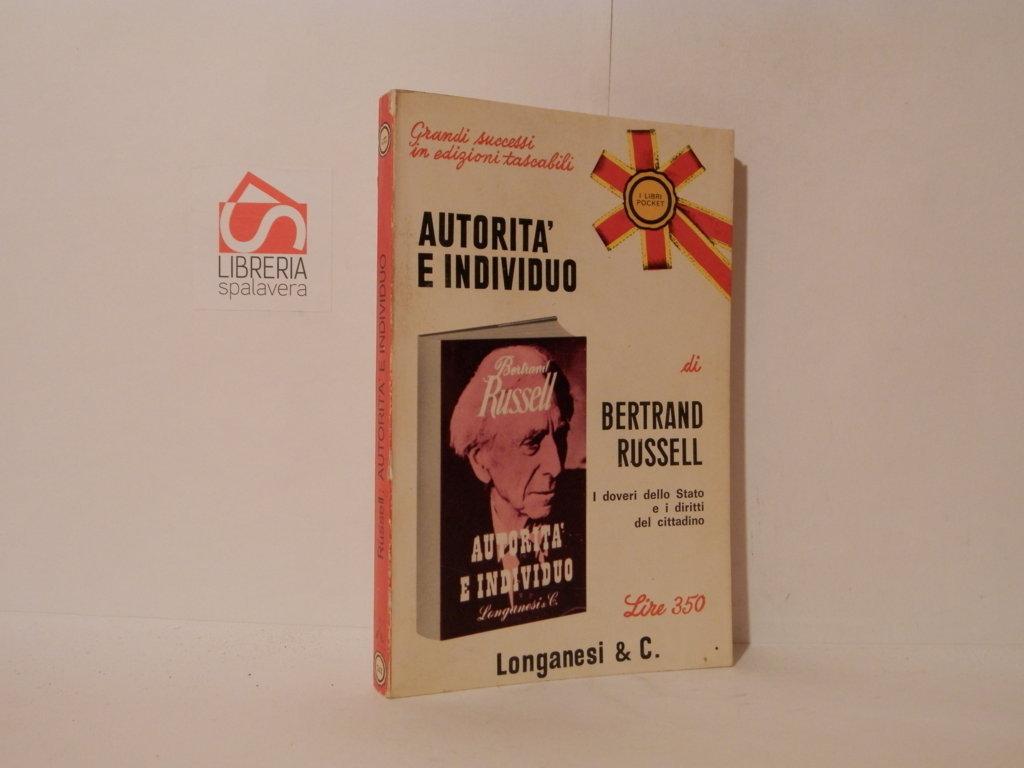 LIBRERIA
spalavera
Russell: AUTORITA' E INDIVIDUO
Grandi successi
in edizioni tascabili
I LIBRI
POCKET
AUTORITA'
E INDIVIDUO
Bertrand
Russell
AUTORITA'
E INDIVIDUO
Longanesi & C.
di
BERTRAND
RUSSELL
I doveri dello Stato
e i diritti
del cittadino
Lire 350
Longanesi & C.